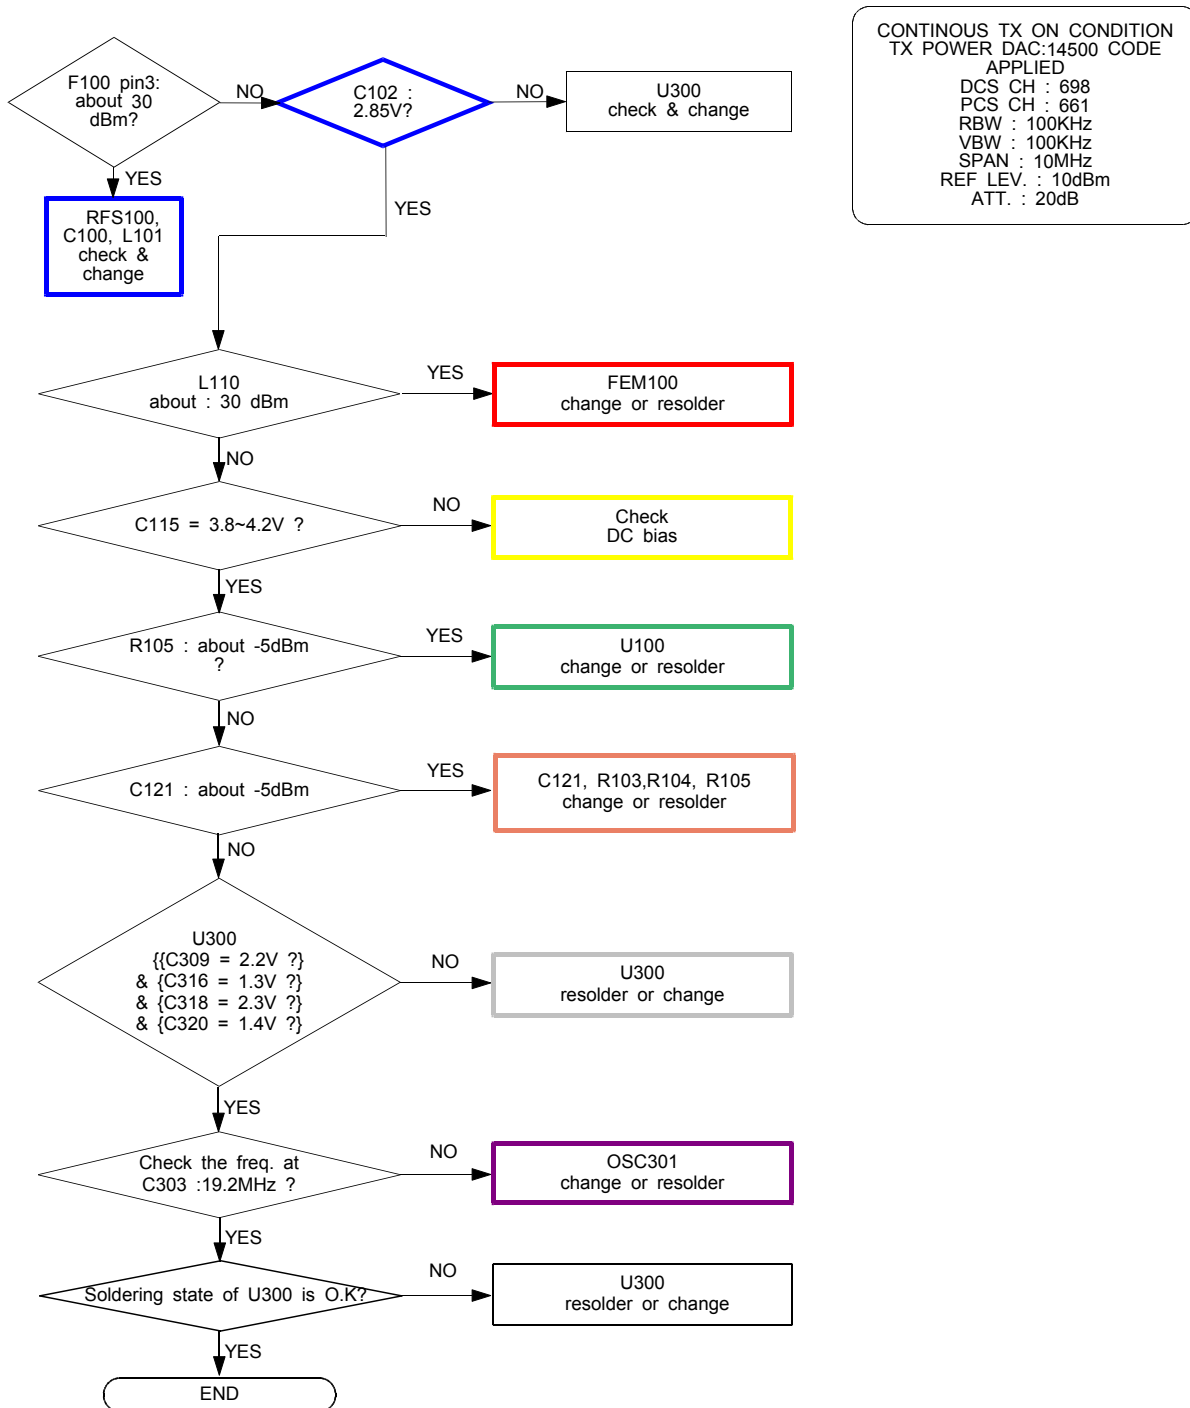 F100 pin3:
about 30
dBm?
NO
C102 :
2.85V?
NO
U300
check & change
CONTINOUS TX ON CONDITION
TX POWER DAC:14500 CODE
APPLIED
DCS CH : 698
PCS CH : 661
RBW : 100KHz
VBW : 100KHz
SPAN : 10MHz
REF LEV. : 10dBm
ATT. : 20dB
YES
RFS100,
C100, L101
check &
change
YES
L110
about : 30 dBm
YES
FEM100
change or resolder
NO
C115 = 3.8~4.2V ?
NO
Check
DC bias
YES
R105 : about -5dBm
?
YES
U100
change or resolder
NO
C121 : about -5dBm
YES
C121, R103,R104, R105
change or resolder
NO
U300
{{C309 = 2.2V ?}
& {C316 = 1.3V ?}
& {C318 = 2.3V ?}
& {C320 = 1.4V ?}
NO
U300
resolder or change
YES
Check the freq. at
C303 :19.2MHz ?
NO
OSC301
change or resolder
YES
Soldering state of U300 is O.K?
NO
U300
resolder or change
YES
END